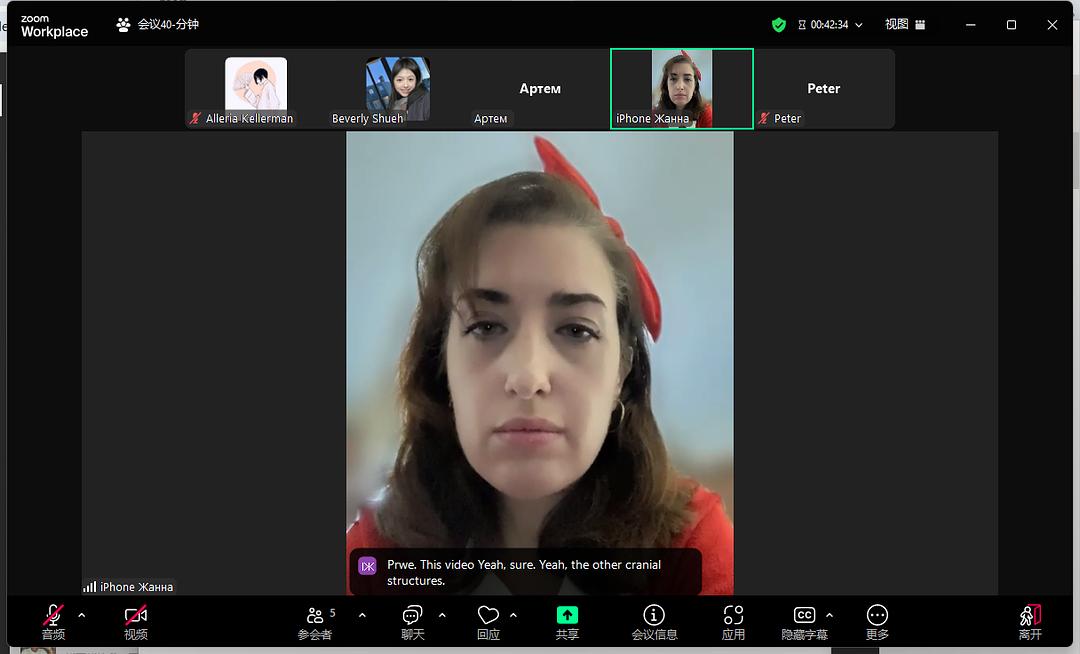 zoom
Workplace
会议40-分钟
00:42:34
视图
Артем
Peter
Alleria Kellerman
Beverly Shueh
Артем
iPhone Жанна
Peter
Prwe. This video Yeah, sure. Yeah, the other cranial
structures.
iPhone Жанна
5
CC
音频
视频
参会者
聊天
回应
共享
会议信息
应用
隐藏字幕
更多
离开